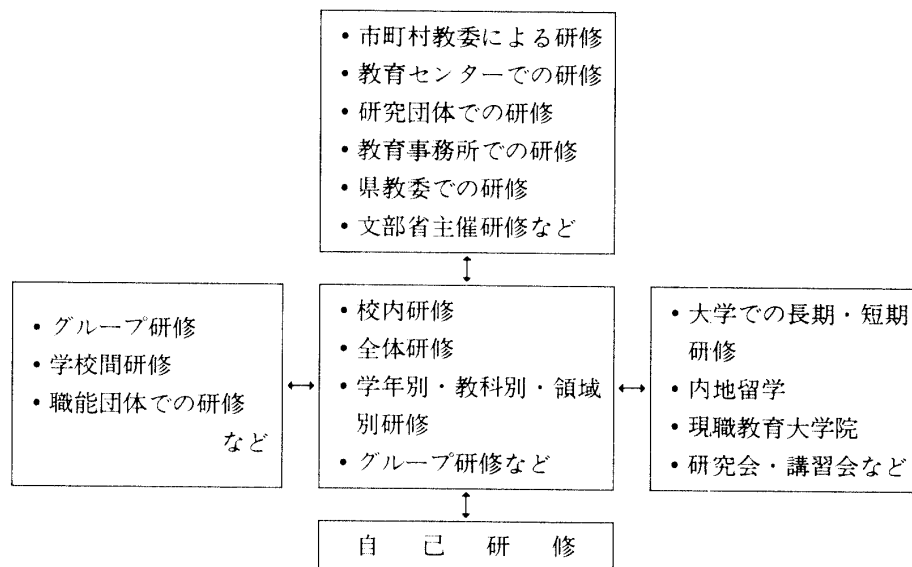 ・市町村教委による研修
・教育センターでの研修
・研究団体での研修
・教育事務所での研修
・県教委での研修
・文部省主催研修など
・グループ研修
・学校間研修
・職能団体での研修
など
・校内研修
・全体研修
・学年別・教科別・領域
別研修
・グループ研修など
・大学での長期・短期
研修
・内地留学
・現職教育大学院
・研究会・講習会など
自己研修